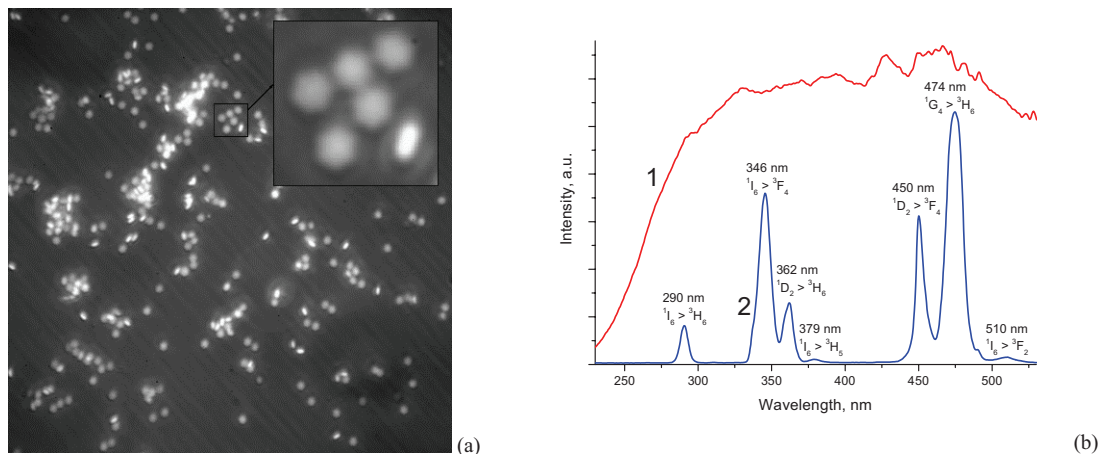 (a)
Intensity, a.u.
1
2
290 nm
¹I₆ > ³H₆
346 nm
¹I₆ > ³F₄
362 nm
¹D₂ > ³H₆
379 nm
¹I₆ > ³H₅
450 nm
¹D₂ > ³F₄
474 nm
¹G₄ > ³H₆
510 nm
¹I₆ > ³F₂
250 300 350 400 450 500
Wavelength, nm
(b)